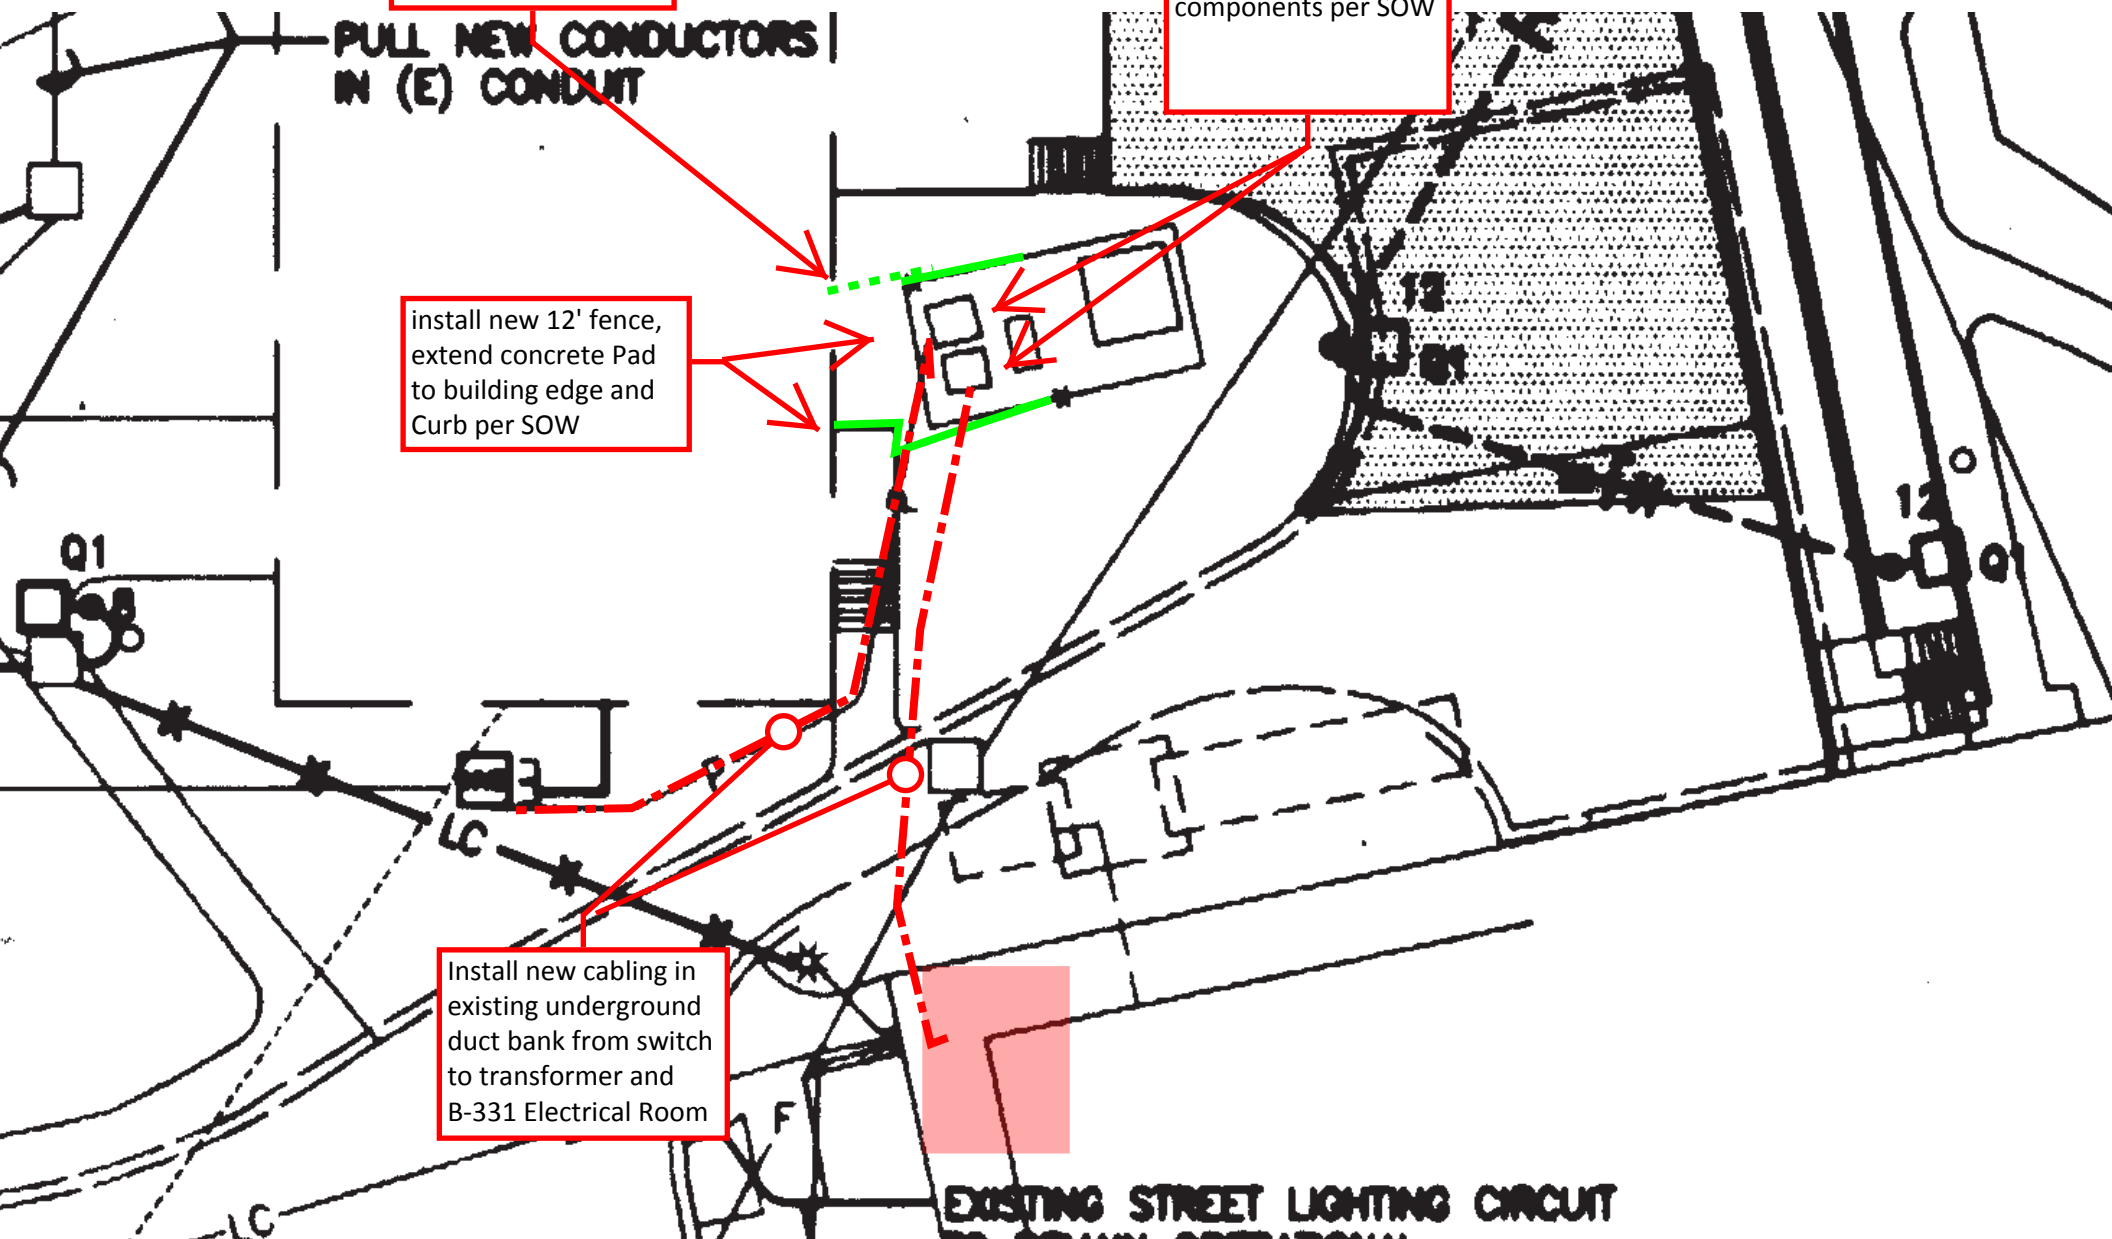 components per SOW
PULL NEW CONDUCTORS
IN (E) CONDUIT
install new 12' fence,
extend concrete Pad
to building edge and
Curb per SOW
12
Q1
12
Q1
Q1
LC
Install new cabling in
existing underground
duct bank from switch
to transformer and
B-331 Electrical Room
F
LC
EXISTING STREET LIGHTING CIRCUIT